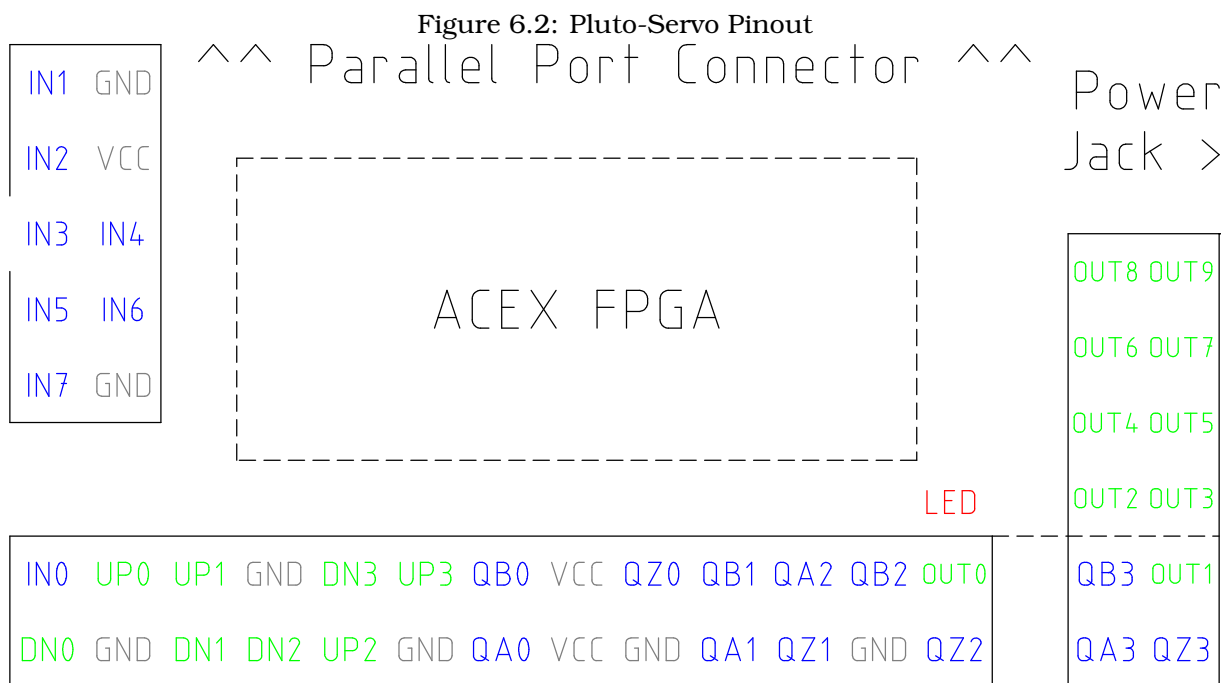 Figure 6.2: Pluto-Servo Pinout
^^ Parallel Port Connector ^^
Power
Jack >
IN1 GND
IN2 VCC
IN3 IN4
IN5 IN6
IN7 GND
ACEX FPGA
OUT8 OUT9
OUT6 OUT7
OUT4 OUT5
OUT2 OUT3
LED
IN0 UP0 UP1 GND DN3 UP3 QB0 VCC QZ0 QB1 QA2 QB2 OUT0
DN0 GND DN1 DN2 UP2 GND QA0 VCC GND QA1 QZ1 GND QZ2
QB3 OUT1
QA3 QZ3